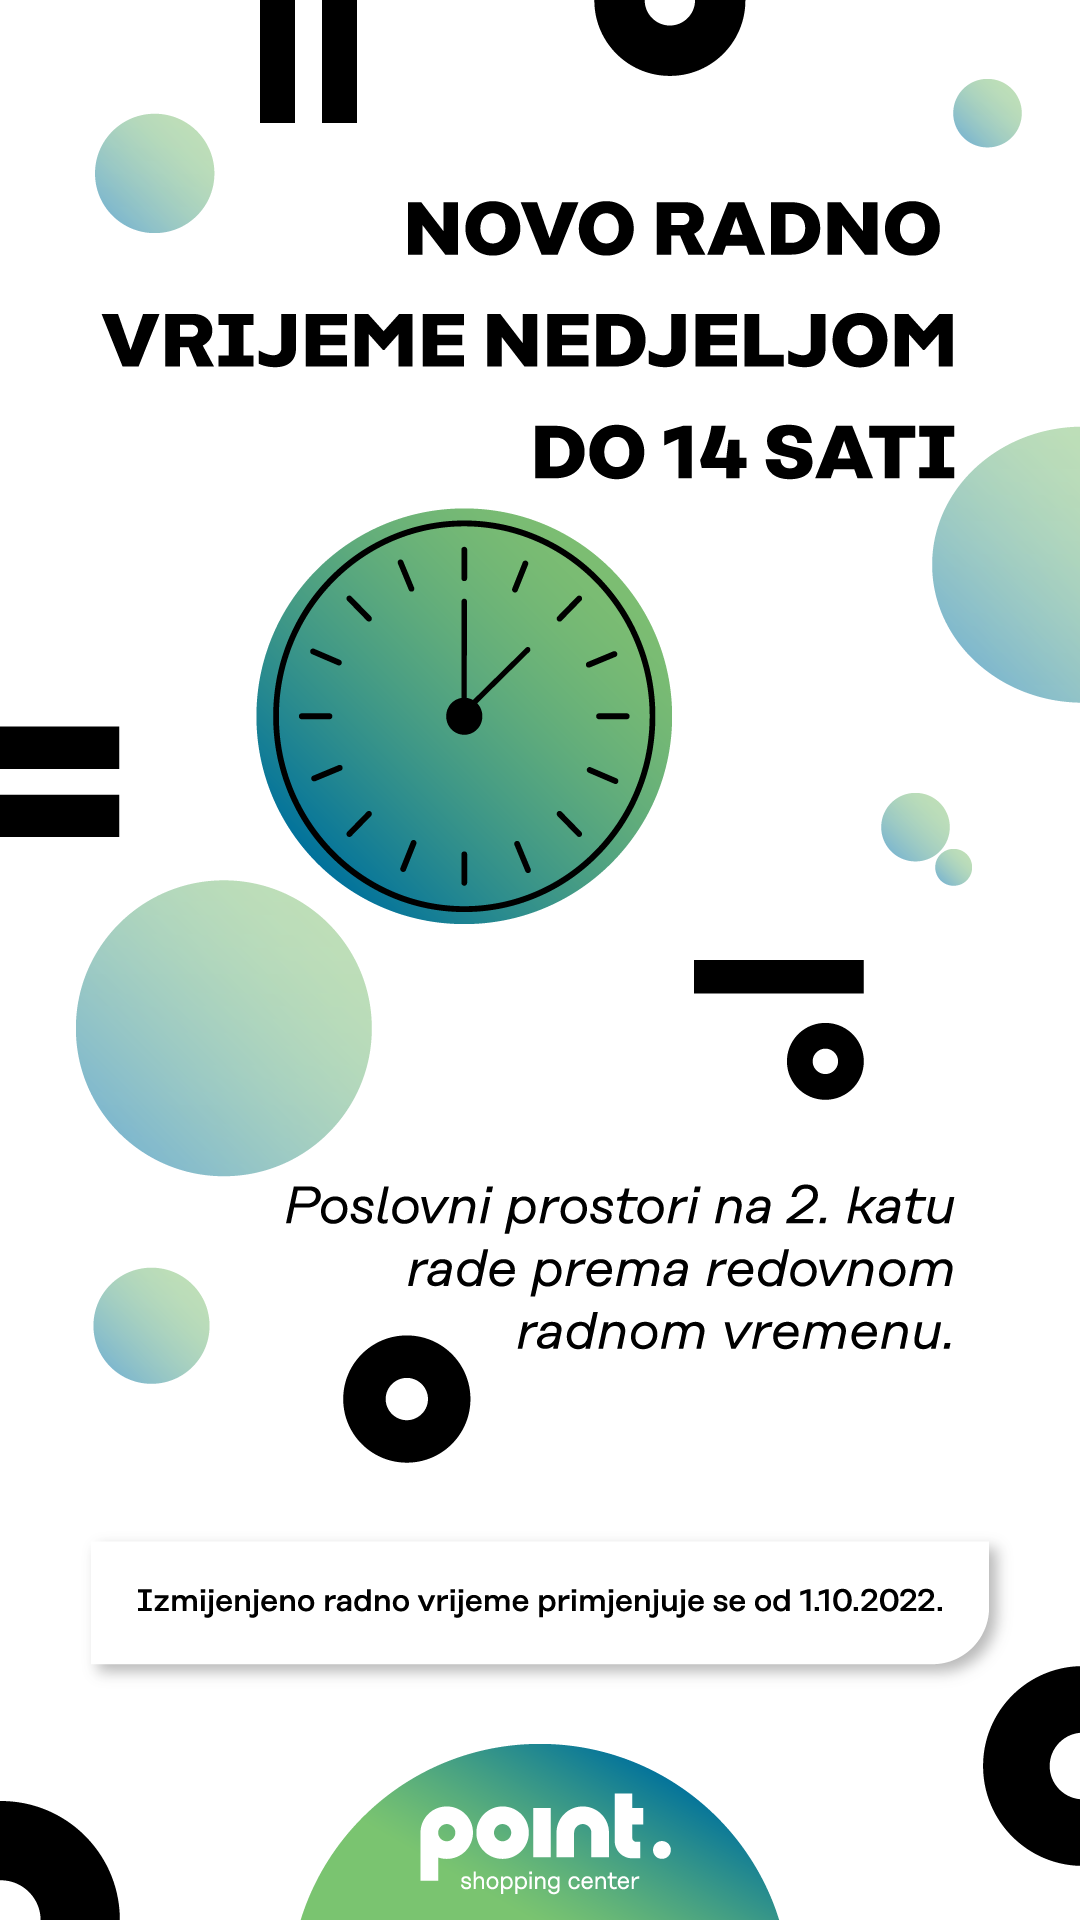 NOVO RADNO
VRIJEME NEDJELJOM
DO 14 SATI
Poslovni prostori na 2. katu
rade prema redovnom
radnom vremenu.
Izmijenjeno radno vrijeme primjenjuje se od 1.10.2022.
point.
shopping center